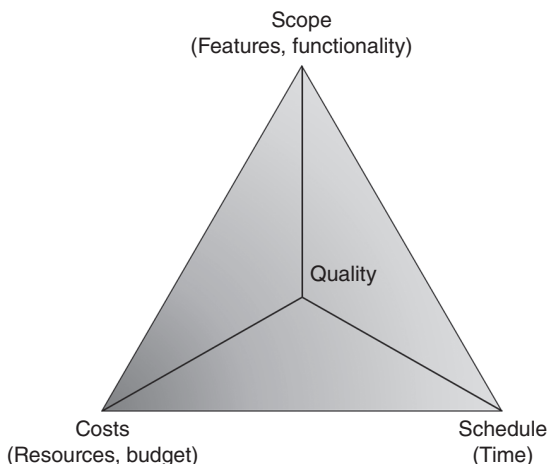 Scope
(Features, functionality)
Quality
Costs
(Resources, budget)
Schedule
(Time)